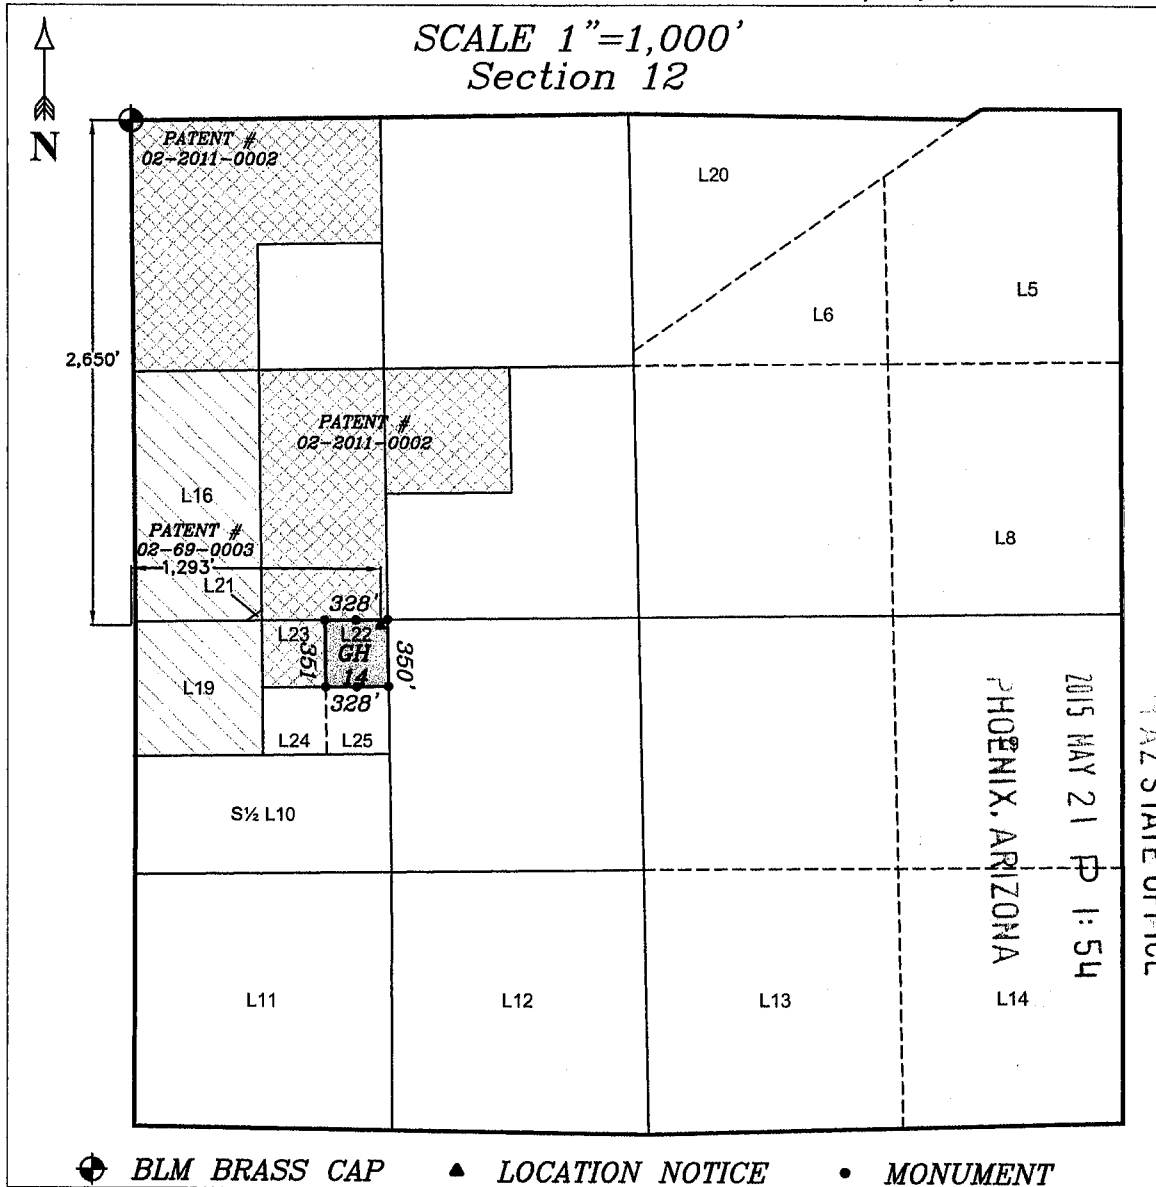 SCALE 1"=1,000'
Section 12
N
PATENT #
02-2011-0002
L20
L5
L6
2,650'
PATENT #
02-2011-0002
L16
PATENT #
02-69-0003
L8
1,293'
L21
328'
L23
L22
351
GH
14
350'
L19
328'
L24
L25
S½ L10
AZ STATE OFFICE
2015 MAY 21 P 1:54
PHOENIX, ARIZONA
L11
L12
L13
L14
BLM BRASS CAP
LOCATION NOTICE
MONUMENT